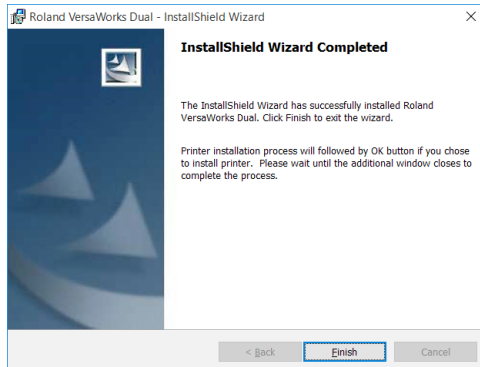 Roland VersaWorks Dual - InstallShield Wizard
InstallShield Wizard Completed
The InstallShield Wizard has successfully installed Roland
VersaWorks Dual. Click Finish to exit the wizard.
Printer installation process will followed by OK button if you chose
to install printer. Please wait until the additional window closes to
complete the process.
< Back Finish Cancel